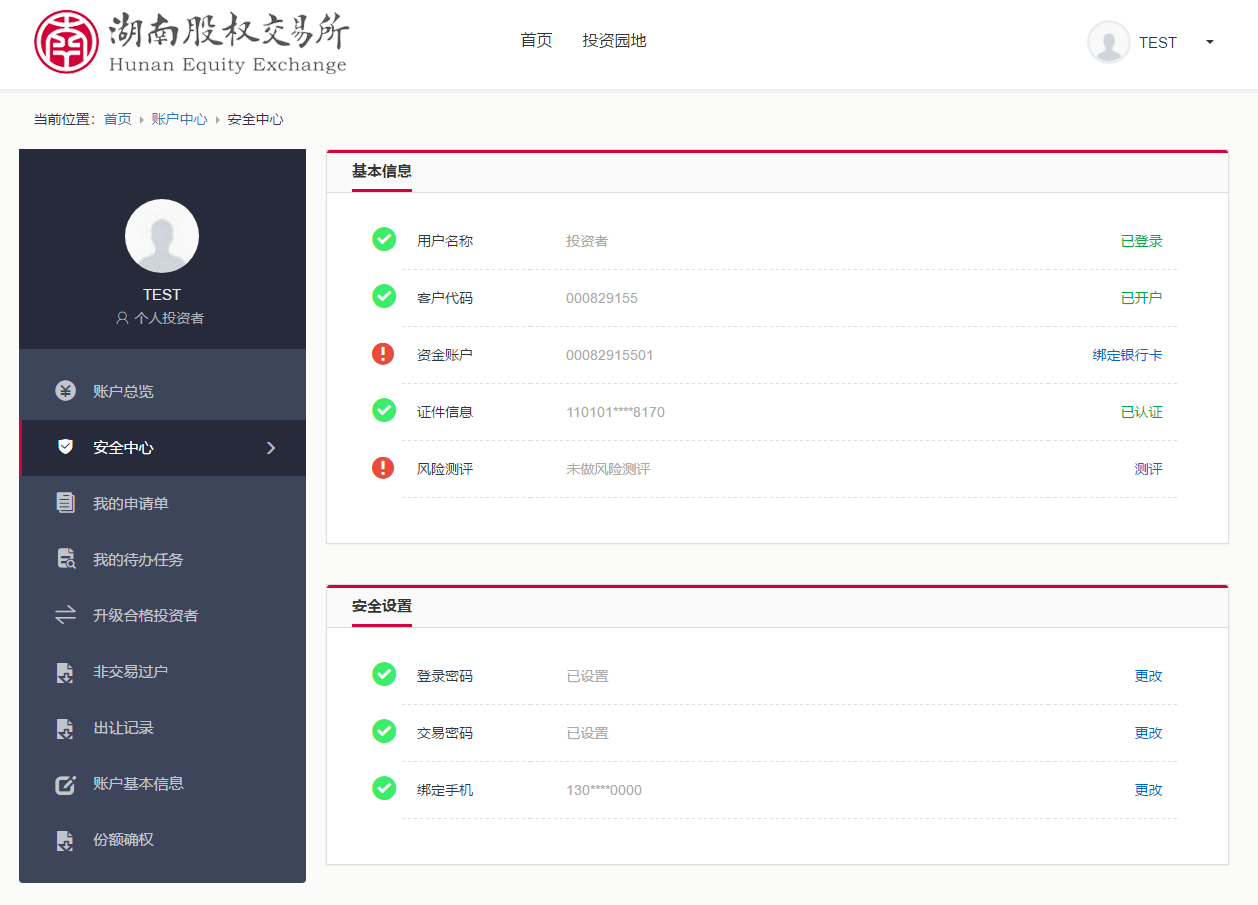 湖南股权交易所
Hunan Equity Exchange
首页 投资园地
TEST
当前位置： 首页 账户中心 安全中心
TEST
个人投资者
账户总览
安全中心
我的申请单
我的待办任务
升级合格投资者
非交易过户
出让记录
账户基本信息
份额确权
基本信息
用户名称 投资者 已登录
客户代码 000829155 已开户
资金账户 00082915501 绑定银行卡
证件信息 110101****8170 已认证
风险测评 未做风险测评 测评
安全设置
登录密码 已设置 更改
交易密码 已设置 更改
绑定手机 130****0000 更改